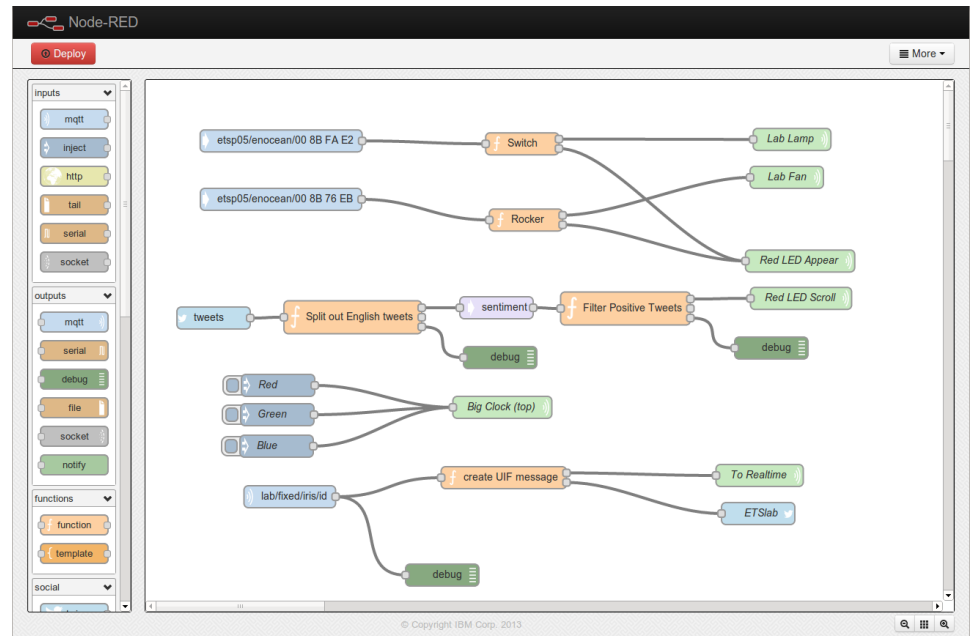 Node-RED
Deploy
More
inputs
mqtt
inject
http
tail
serial
socket
outputs
mqtt
serial
debug
file
socket
notify
functions
function
template
social
etsp05/enocean/00 8B FA E2
Switch
Lab Lamp
Lab Fan
etsp05/enocean/00 8B 76 EB
Rocker
Red LED Appear
tweets
Split out English tweets
sentiment
Filter Positive Tweets
Red LED Scroll
debug
debug
Red
Green
Blue
Big Clock (top)
lab/fixed/iris/id
create UIF message
To Realtime
ETSlab
debug
© Copyright IBM Corp. 2013